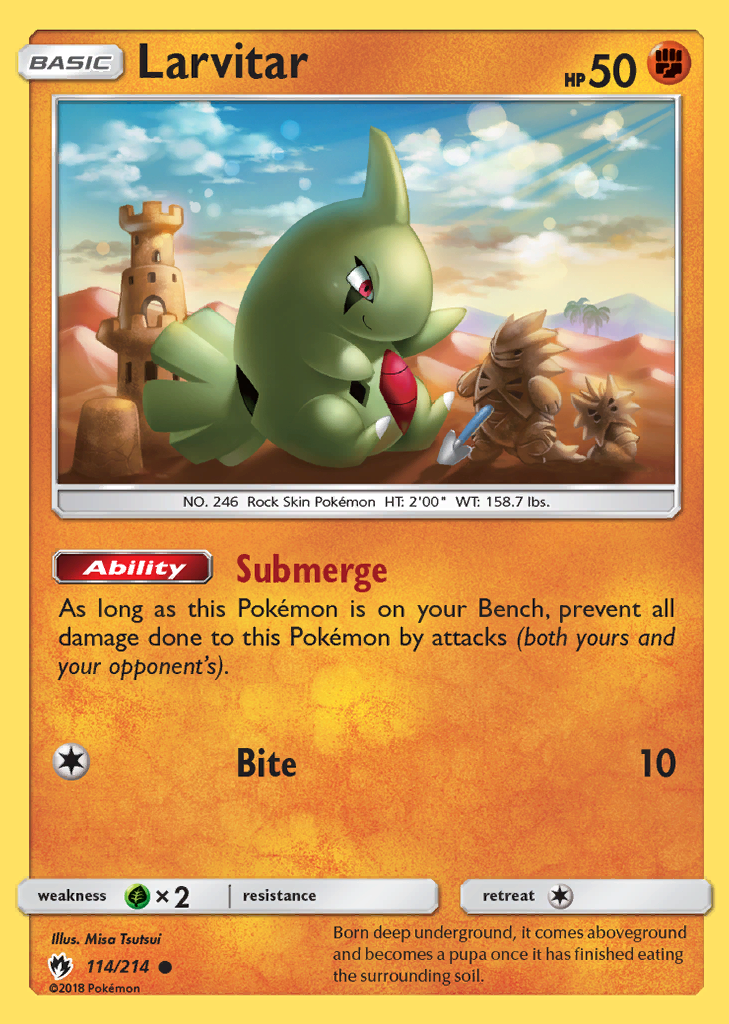 BASIC Larvitar HP 50
NO. 246 Rock Skin Pokémon HT: 2'00" WT: 158.7 lbs.
Ability Submerge
As long as this Pokémon is on your Bench, prevent all
damage done to this Pokémon by attacks (both yours and
your opponent's).
Bite 10
weakness × 2 resistance retreat
Illus. Misa Tsutsui
114/214
©2018 Pokémon
Born deep underground, it comes aboveground
and becomes a pupa once it has finished eating
the surrounding soil.